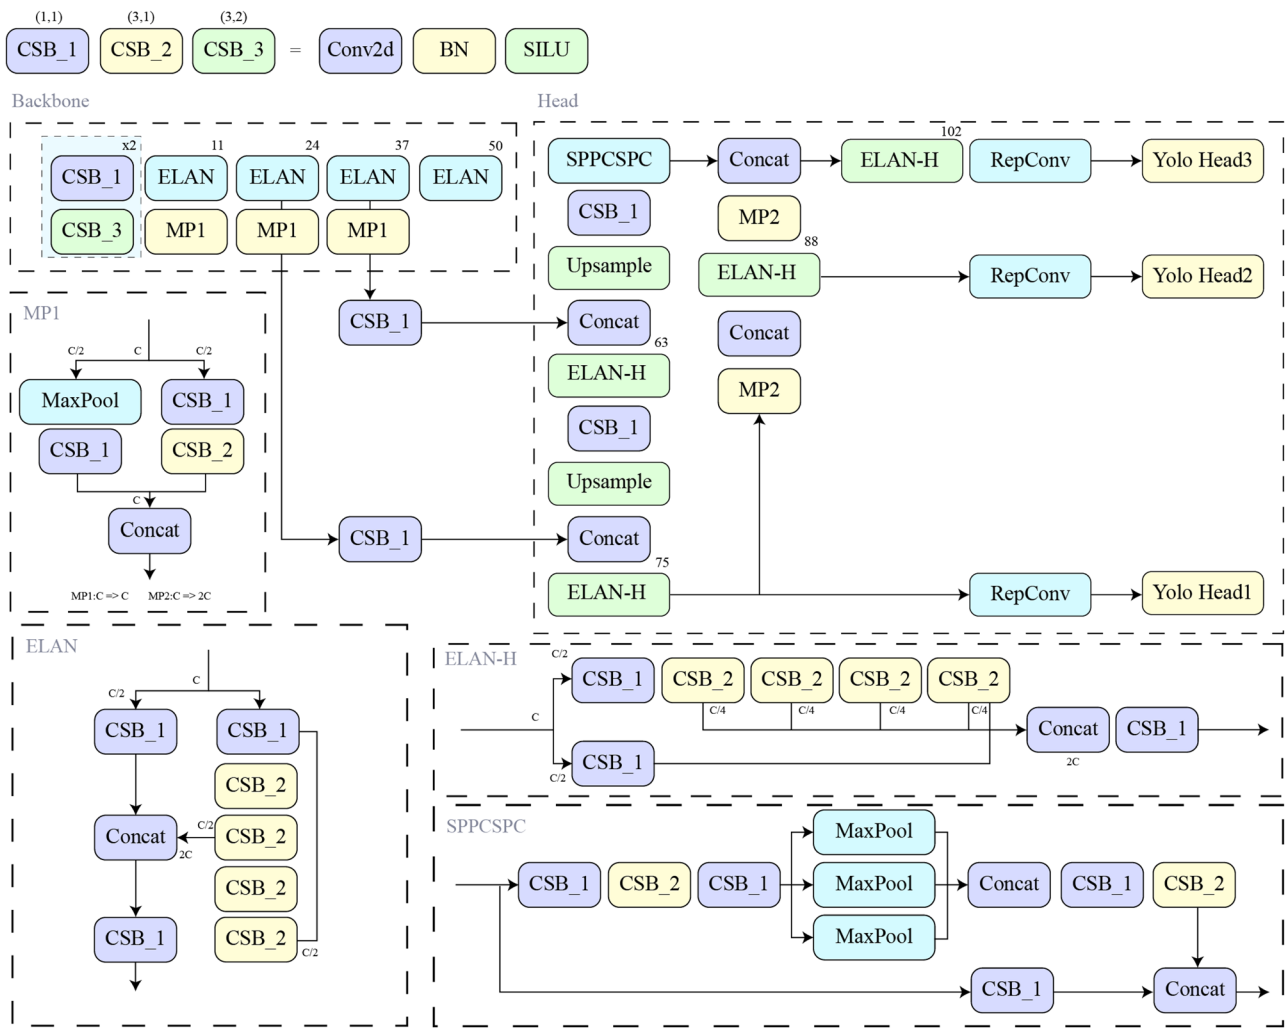 (1,1) (3,1) (3,2)
CSB_1 CSB_2 CSB_3 = Conv2d BN SILU
Backbone
x2 11 24 37 50
CSB_1 ELAN ELAN ELAN ELAN
CSB_3 MP1 MP1 MP1
CSB_1
CSB_1
Head
102
SPPCSPC Concat ELAN-H RepConv Yolo Head3
CSB_1 MP2
88
Upsample ELAN-H RepConv Yolo Head2
Concat Concat
63
ELAN-H MP2
CSB_1
Upsample
Concat
75
ELAN-H RepConv Yolo Head1
MP1
C/2 C C/2
MaxPool CSB_1
CSB_1 CSB_2
C
Concat
MP1:C => C MP2:C => 2C
ELAN
C
C/2
CSB_1 CSB_1
CSB_2
Concat C/2 CSB_2
2C
CSB_2
CSB_1 CSB_2
C/2
ELAN-H
C/2
CSB_1 CSB_2 CSB_2 CSB_2 CSB_2
C/4 C/4 C/4 C/4
C
Concat CSB_1
2C
CSB_1
C/2
SPPCSPC
MaxPool
CSB_1 CSB_2 CSB_1 MaxPool Concat CSB_1 CSB_2
MaxPool
CSB_1 Concat